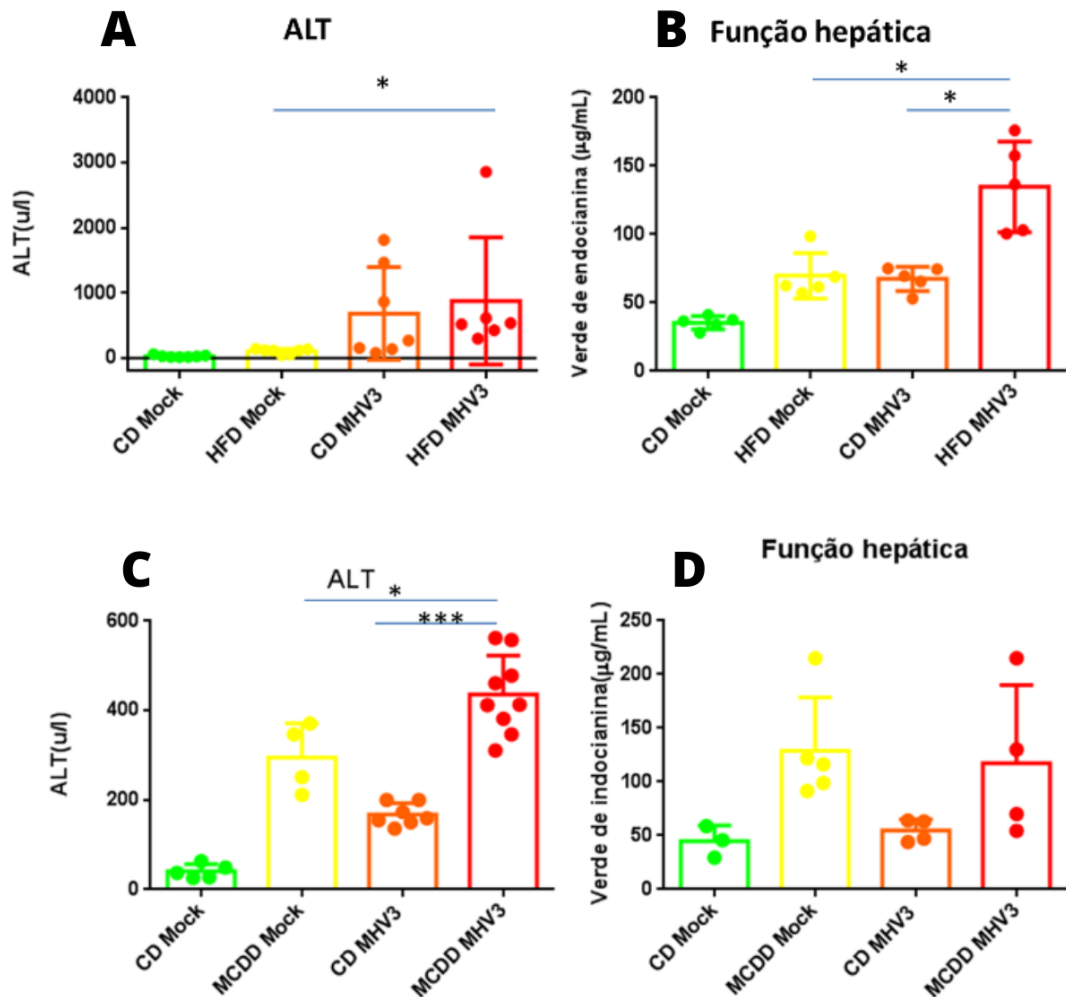 A
ALT
*
ALT(u/l)
4000
3000
2000
1000
0
CD Mock
HFD Mock
CD MHV3
HFD MHV3
B
Função hepática
*
*
Verde de endocianina (µg/mL)
200
150
100
50
0
CD Mock
HFD Mock
CD MHV3
HFD MHV3
C
ALT
*
***
ALT(u/l)
600
400
200
0
CD Mock
MCDD Mock
CD MHV3
MCDD MHV3
D
Função hepática
Verde de indocianina(µg/mL)
250
200
150
100
50
0
CD Mock
MCDD Mock
CD MHV3
MCDD MHV3